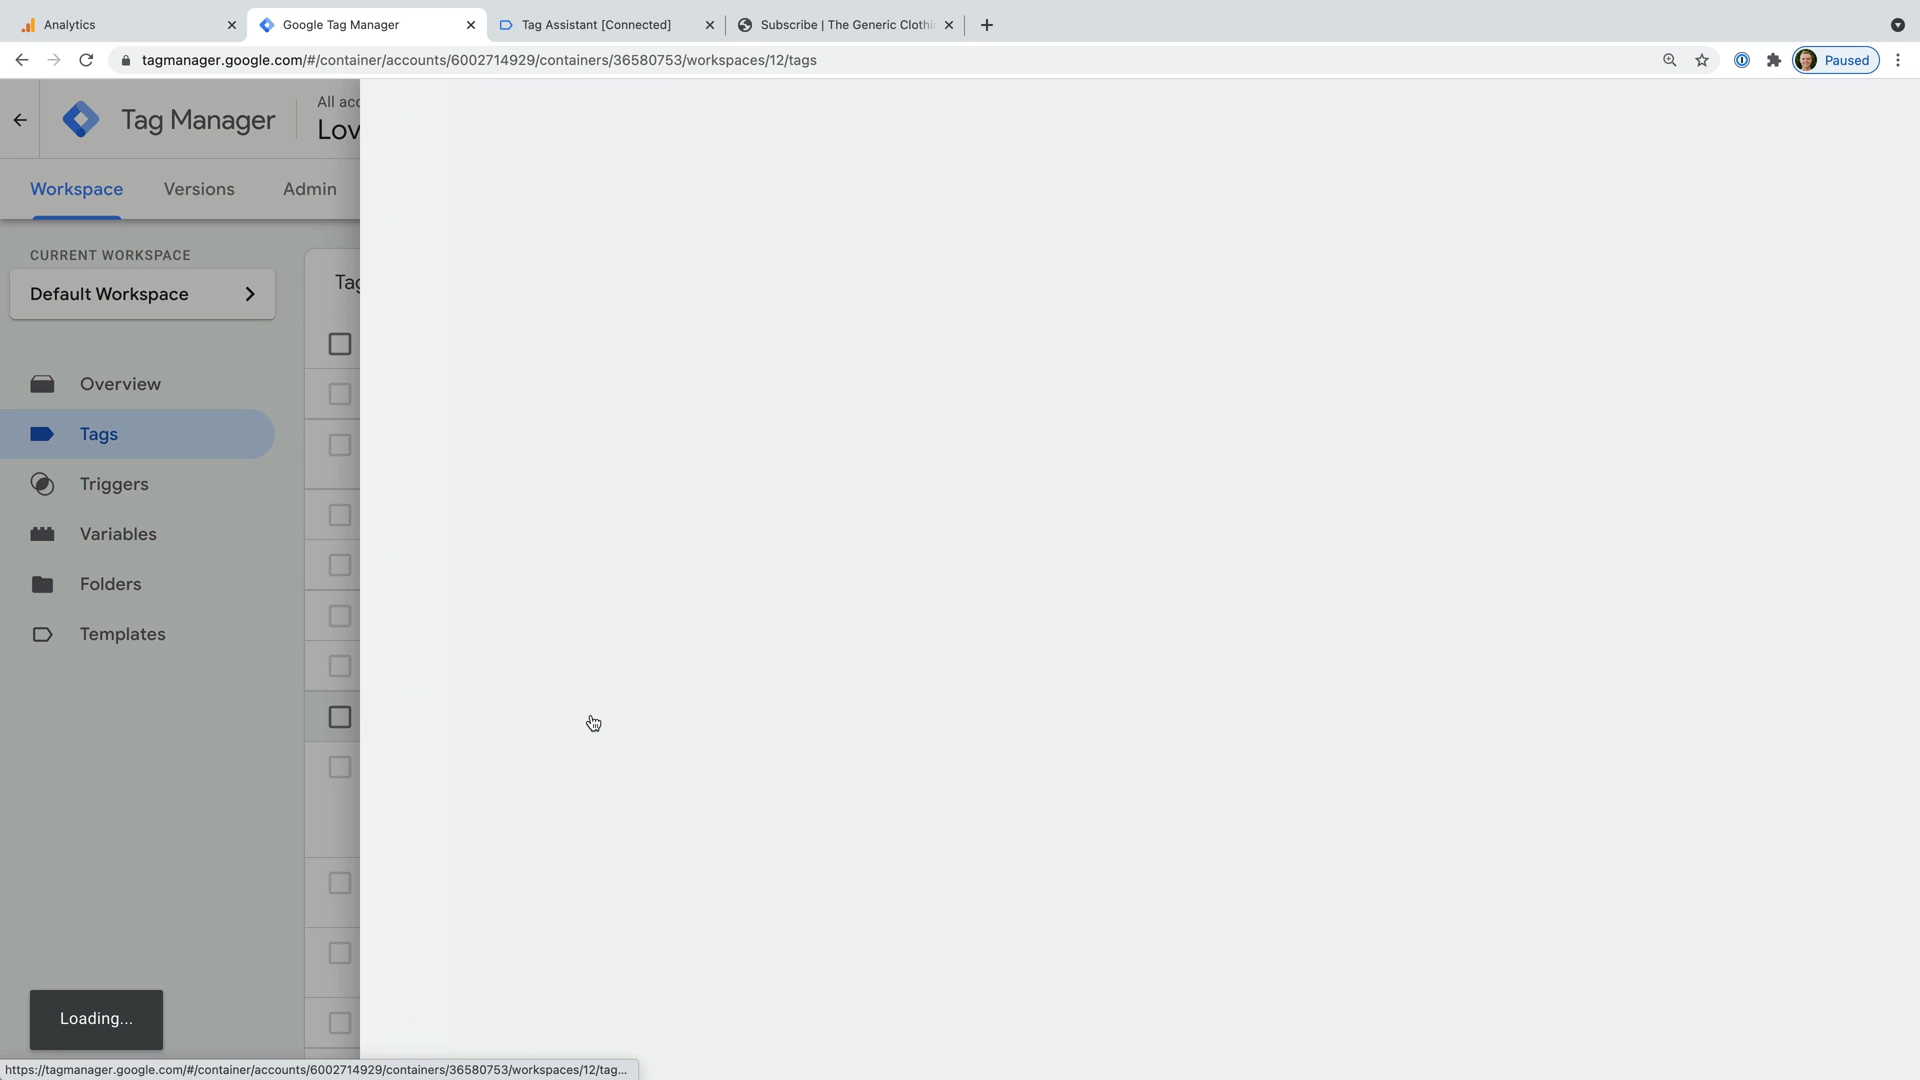 Analytics
Google Tag Manager
Tag Assistant [Connected]
Subscribe | The Generic Clothi
tagmanager.google.com/#/container/accounts/6002714929/containers/36580753/workspaces/12/tags
Paused
Tag Manager
All acc
Lov
Workspace
Versions
Admin
CURRENT WORKSPACE
Default Workspace
Tag
Overview
Tags
Triggers
Variables
Folders
Templates
Loading...
https://tagmanager.google.com/#/container/accounts/6002714929/containers/36580753/workspaces/12/tag...